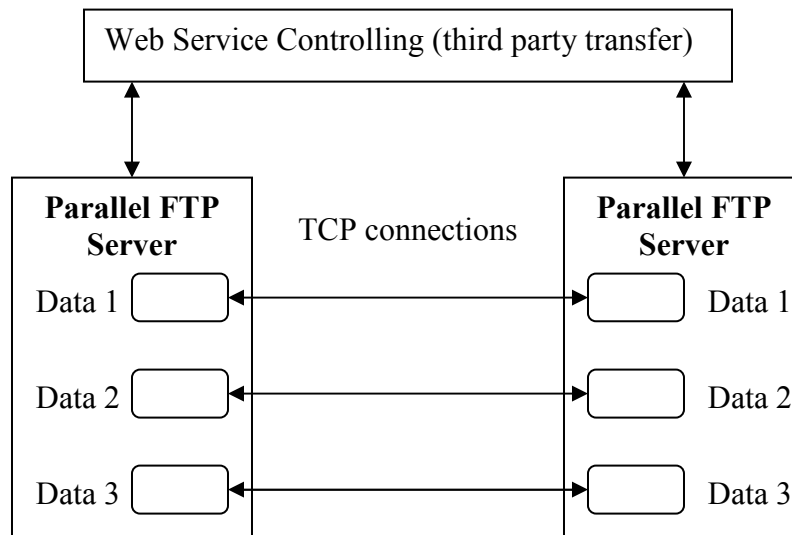 Web Service Controlling (third party transfer)
Parallel FTP
Server
TCP connections
Parallel FTP
Server
Data 1
Data 1
Data 2
Data 2
Data 3
Data 3